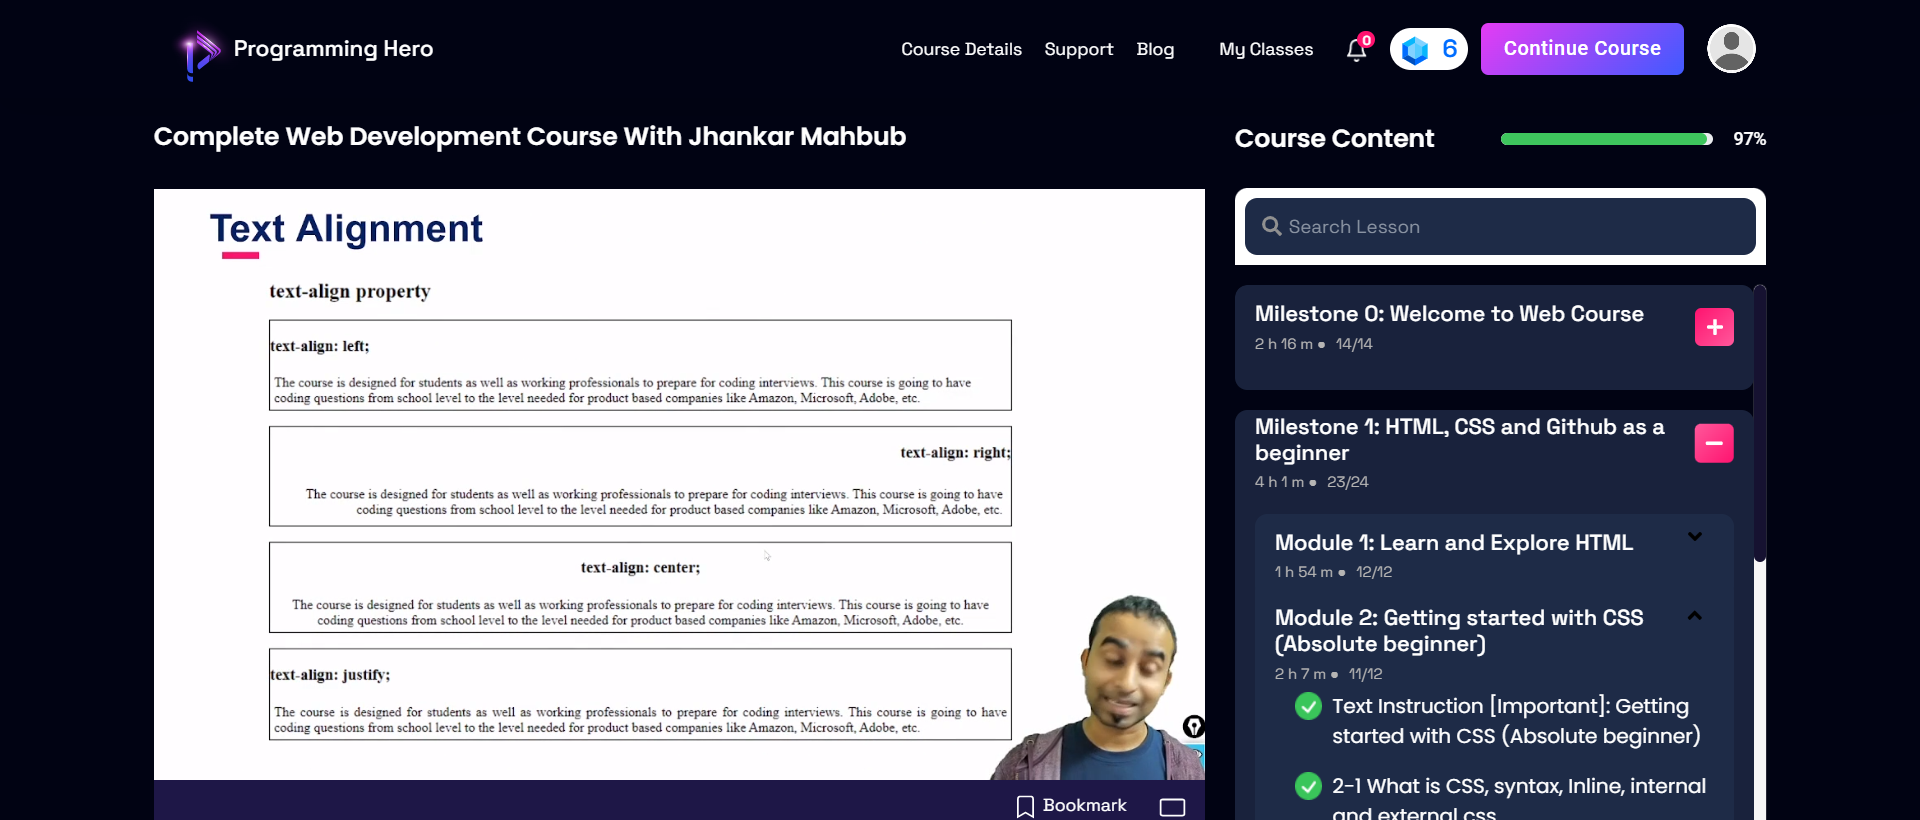 Programming Hero
Course Details Support Blog My Classes 0 6 Continue Course
Complete Web Development Course With Jhankar Mahbub
Text Alignment
text-align property
text-align: left;
The course is designed for students as well as working professionals to prepare for coding interviews. This course is going to have
coding questions from school level to the level needed for product based companies like Amazon, Microsoft, Adobe, etc.
text-align: right;
The course is designed for students as well as working professionals to prepare for coding interviews. This course is going to have
coding questions from school level to the level needed for product based companies like Amazon, Microsoft, Adobe, etc.
text-align: center;
The course is designed for students as well as working professionals to prepare for coding interviews. This course is going to have
coding questions from school level to the level needed for product based companies like Amazon, Microsoft, Adobe, etc.
text-align: justify;
The course is designed for students as well as working professionals to prepare for coding interviews. This course is going to have
coding questions from school level to the level needed for product based companies like Amazon, Microsoft, Adobe, etc.
Bookmark
Course Content 97%
Search Lesson
Milestone 0: Welcome to Web Course
2 h 16 m • 14/14
Milestone 1: HTML, CSS and Github as a
beginner
4 h 1 m • 23/24
Module 1: Learn and Explore HTML
1 h 54 m • 12/12
Module 2: Getting started with CSS
(Absolute beginner)
2 h 7 m • 11/12
Text Instruction [Important]: Getting
started with CSS (Absolute beginner)
2-1 What is CSS, syntax, Inline, internal
and external css